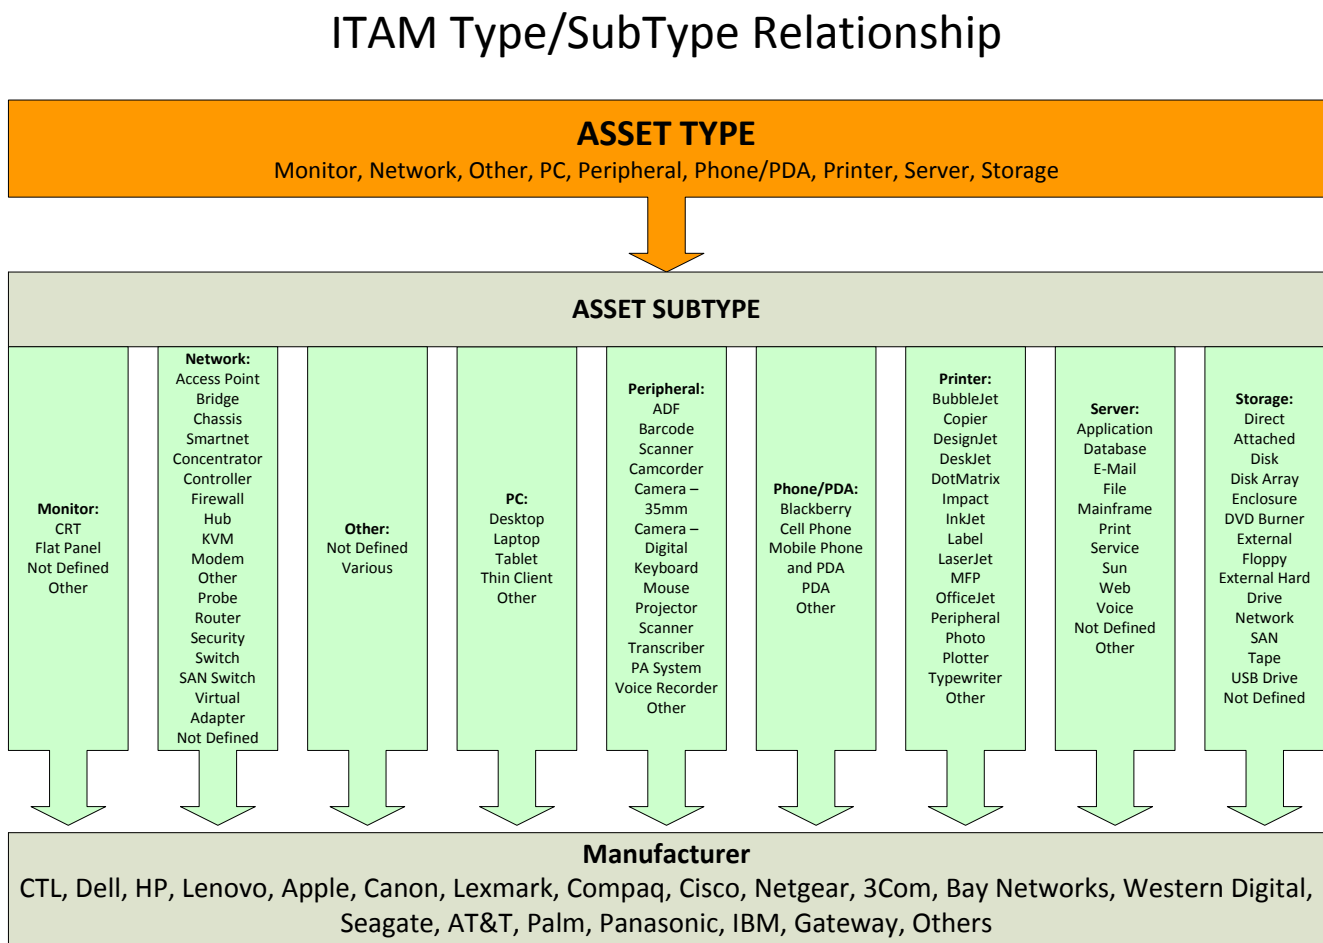 ITAM Type/SubType Relationship
ASSET TYPE
Monitor, Network, Other, PC, Peripheral, Phone/PDA, Printer, Server, Storage
ASSET SUBTYPE
Monitor:
CRT
Flat Panel
Not Defined
Other
Network:
Access Point
Bridge
Chassis
Smartnet
Concentrator
Controller
Firewall
Hub
KVM
Modem
Other
Probe
Router
Security
Switch
SAN Switch
Virtual
Adapter
Not Defined
Other:
Not Defined
Various
PC:
Desktop
Laptop
Tablet
Thin Client
Other
Peripheral:
ADF
Barcode
Scanner
Camcorder
Camera –
35mm
Camera –
Digital
Keyboard
Mouse
Projector
Scanner
Transcriber
PA System
Voice Recorder
Other
Phone/PDA:
Blackberry
Cell Phone
Mobile Phone
and PDA
PDA
Other
Printer:
BubbleJet
Copier
DesignJet
DeskJet
DotMatrix
Impact
InkJet
Label
LaserJet
MFP
OfficeJet
Peripheral
Photo
Plotter
Typewriter
Other
Server:
Application
Database
E-Mail
File
Mainframe
Print
Service
Sun
Web
Voice
Not Defined
Other
Storage:
Direct
Attached
Disk
Disk Array
Enclosure
DVD Burner
External
Floppy
External Hard
Drive
Network
SAN
Tape
USB Drive
Not Defined
Manufacturer
CTL, Dell, HP, Lenovo, Apple, Canon, Lexmark, Compaq, Cisco, Netgear, 3Com, Bay Networks, Western Digital,
Seagate, AT&T, Palm, Panasonic, IBM, Gateway, Others